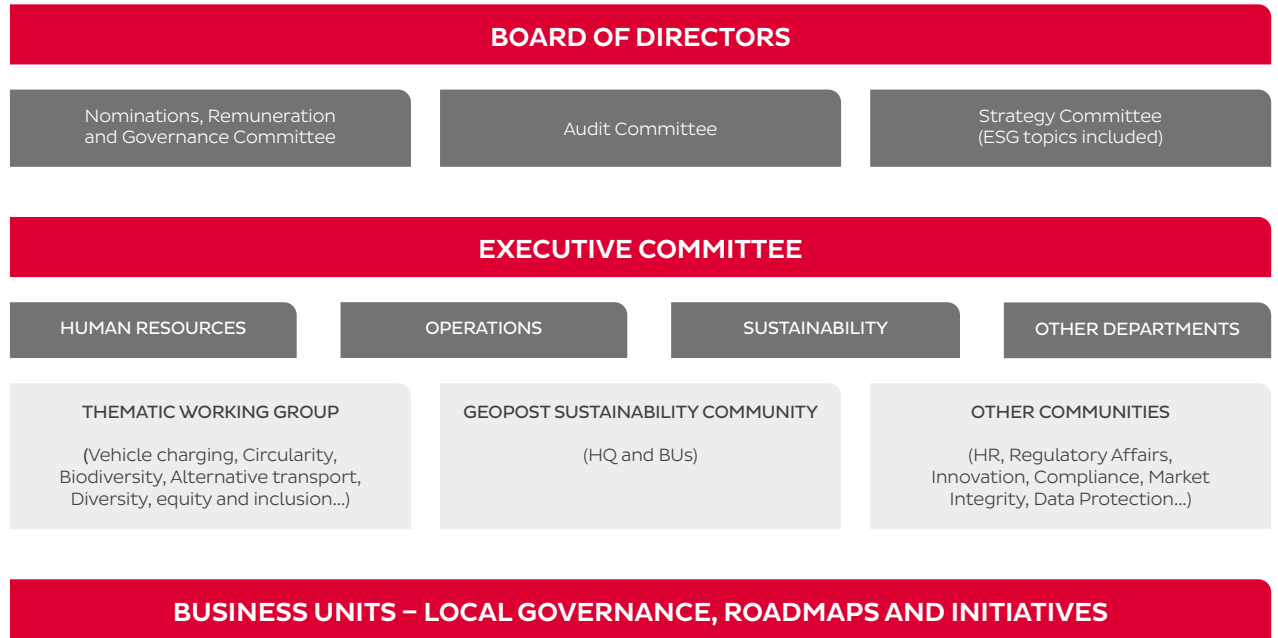 BOARD OF DIRECTORS
Nominations, Remuneration
and Governance Committee
Audit Committee
Strategy Committee
(ESG topics included)
EXECUTIVE COMMITTEE
HUMAN RESOURCES
OPERATIONS
SUSTAINABILITY
OTHER DEPARTMENTS
THEMATIC WORKING GROUP
(Vehicle charging, Circularity,
Biodiversity, Alternative transport,
Diversity, equity and inclusion...)
GEOPOST SUSTAINABILITY COMMUNITY
(HQ and BUs)
OTHER COMMUNITIES
(HR, Regulatory Affairs,
Innovation, Compliance, Market
Integrity, Data Protection...)
BUSINESS UNITS – LOCAL GOVERNANCE, ROADMAPS AND INITIATIVES